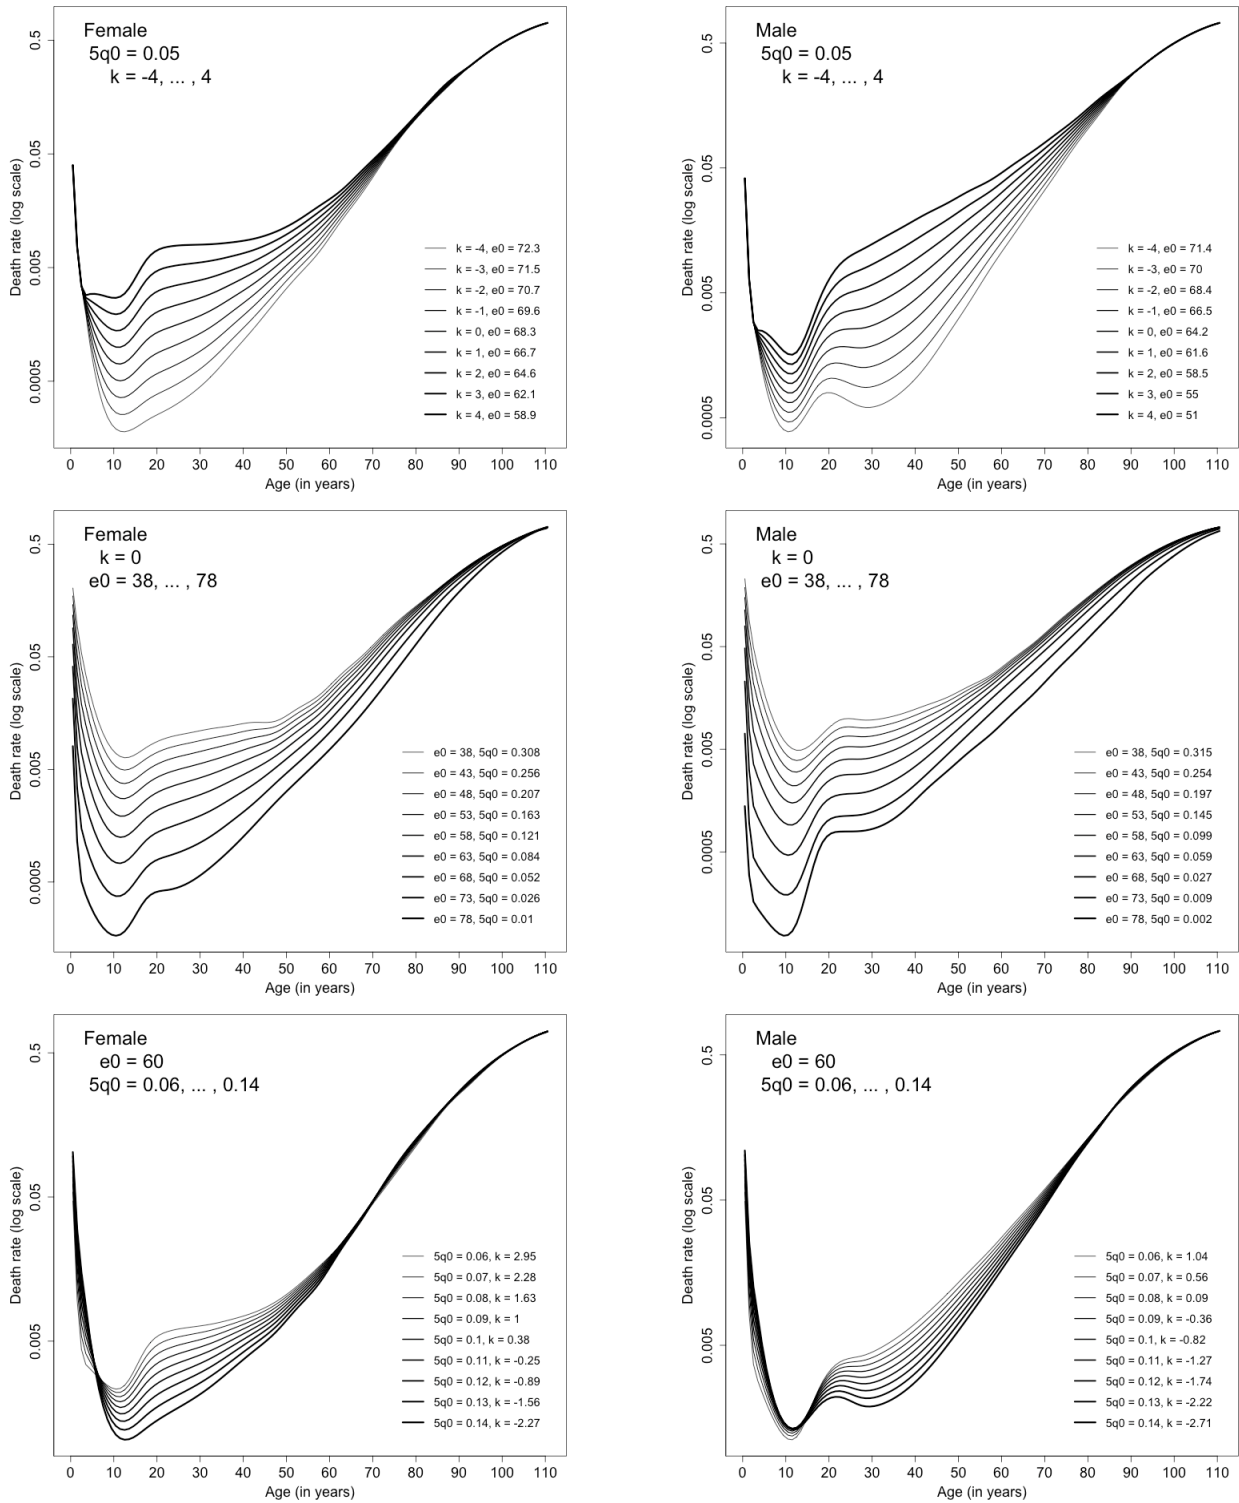 Female
5q0 = 0.05
k = -4, ... , 4
Death rate (log scale)
0.5
0.05
0.005
0.0005
k = -4, e0 = 72.3
k = -3, e0 = 71.5
k = -2, e0 = 70.7
k = -1, e0 = 69.6
k = 0, e0 = 68.3
k = 1, e0 = 66.7
k = 2, e0 = 64.6
k = 3, e0 = 62.1
k = 4, e0 = 58.9
0 10 20 30 40 50 60 70 80 90 100 110
Age (in years)
Male
5q0 = 0.05
k = -4, ... , 4
Death rate (log scale)
0.5
0.05
0.005
0.0005
k = -4, e0 = 71.4
k = -3, e0 = 70
k = -2, e0 = 68.4
k = -1, e0 = 66.5
k = 0, e0 = 64.2
k = 1, e0 = 61.6
k = 2, e0 = 58.5
k = 3, e0 = 55
k = 4, e0 = 51
0 10 20 30 40 50 60 70 80 90 100 110
Age (in years)
Female
k = 0
e0 = 38, ... , 78
Death rate (log scale)
0.5
0.05
0.005
0.0005
e0 = 38, 5q0 = 0.308
e0 = 43, 5q0 = 0.256
e0 = 48, 5q0 = 0.207
e0 = 53, 5q0 = 0.163
e0 = 58, 5q0 = 0.121
e0 = 63, 5q0 = 0.084
e0 = 68, 5q0 = 0.052
e0 = 73, 5q0 = 0.026
e0 = 78, 5q0 = 0.01
0 10 20 30 40 50 60 70 80 90 100 110
Age (in years)
Male
k = 0
e0 = 38, ... , 78
Death rate (log scale)
0.5
0.05
0.005
0.0005
e0 = 38, 5q0 = 0.315
e0 = 43, 5q0 = 0.254
e0 = 48, 5q0 = 0.197
e0 = 53, 5q0 = 0.145
e0 = 58, 5q0 = 0.099
e0 = 63, 5q0 = 0.059
e0 = 68, 5q0 = 0.027
e0 = 73, 5q0 = 0.009
e0 = 78, 5q0 = 0.002
0 10 20 30 40 50 60 70 80 90 100 110
Age (in years)
Female
e0 = 60
5q0 = 0.06, ... , 0.14
Death rate (log scale)
0.5
0.05
0.005
5q0 = 0.06, k = 2.95
5q0 = 0.07, k = 2.28
5q0 = 0.08, k = 1.63
5q0 = 0.09, k = 1
5q0 = 0.1, k = 0.38
5q0 = 0.11, k = -0.25
5q0 = 0.12, k = -0.89
5q0 = 0.13, k = -1.56
5q0 = 0.14, k = -2.27
0 10 20 30 40 50 60 70 80 90 100 110
Age (in years)
Male
e0 = 60
5q0 = 0.06, ... , 0.14
Death rate (log scale)
0.5
0.05
0.005
5q0 = 0.06, k = 1.04
5q0 = 0.07, k = 0.56
5q0 = 0.08, k = 0.09
5q0 = 0.09, k = -0.36
5q0 = 0.1, k = -0.82
5q0 = 0.11, k = -1.27
5q0 = 0.12, k = -1.74
5q0 = 0.13, k = -2.22
5q0 = 0.14, k = -2.71
0 10 20 30 40 50 60 70 80 90 100 110
Age (in years)